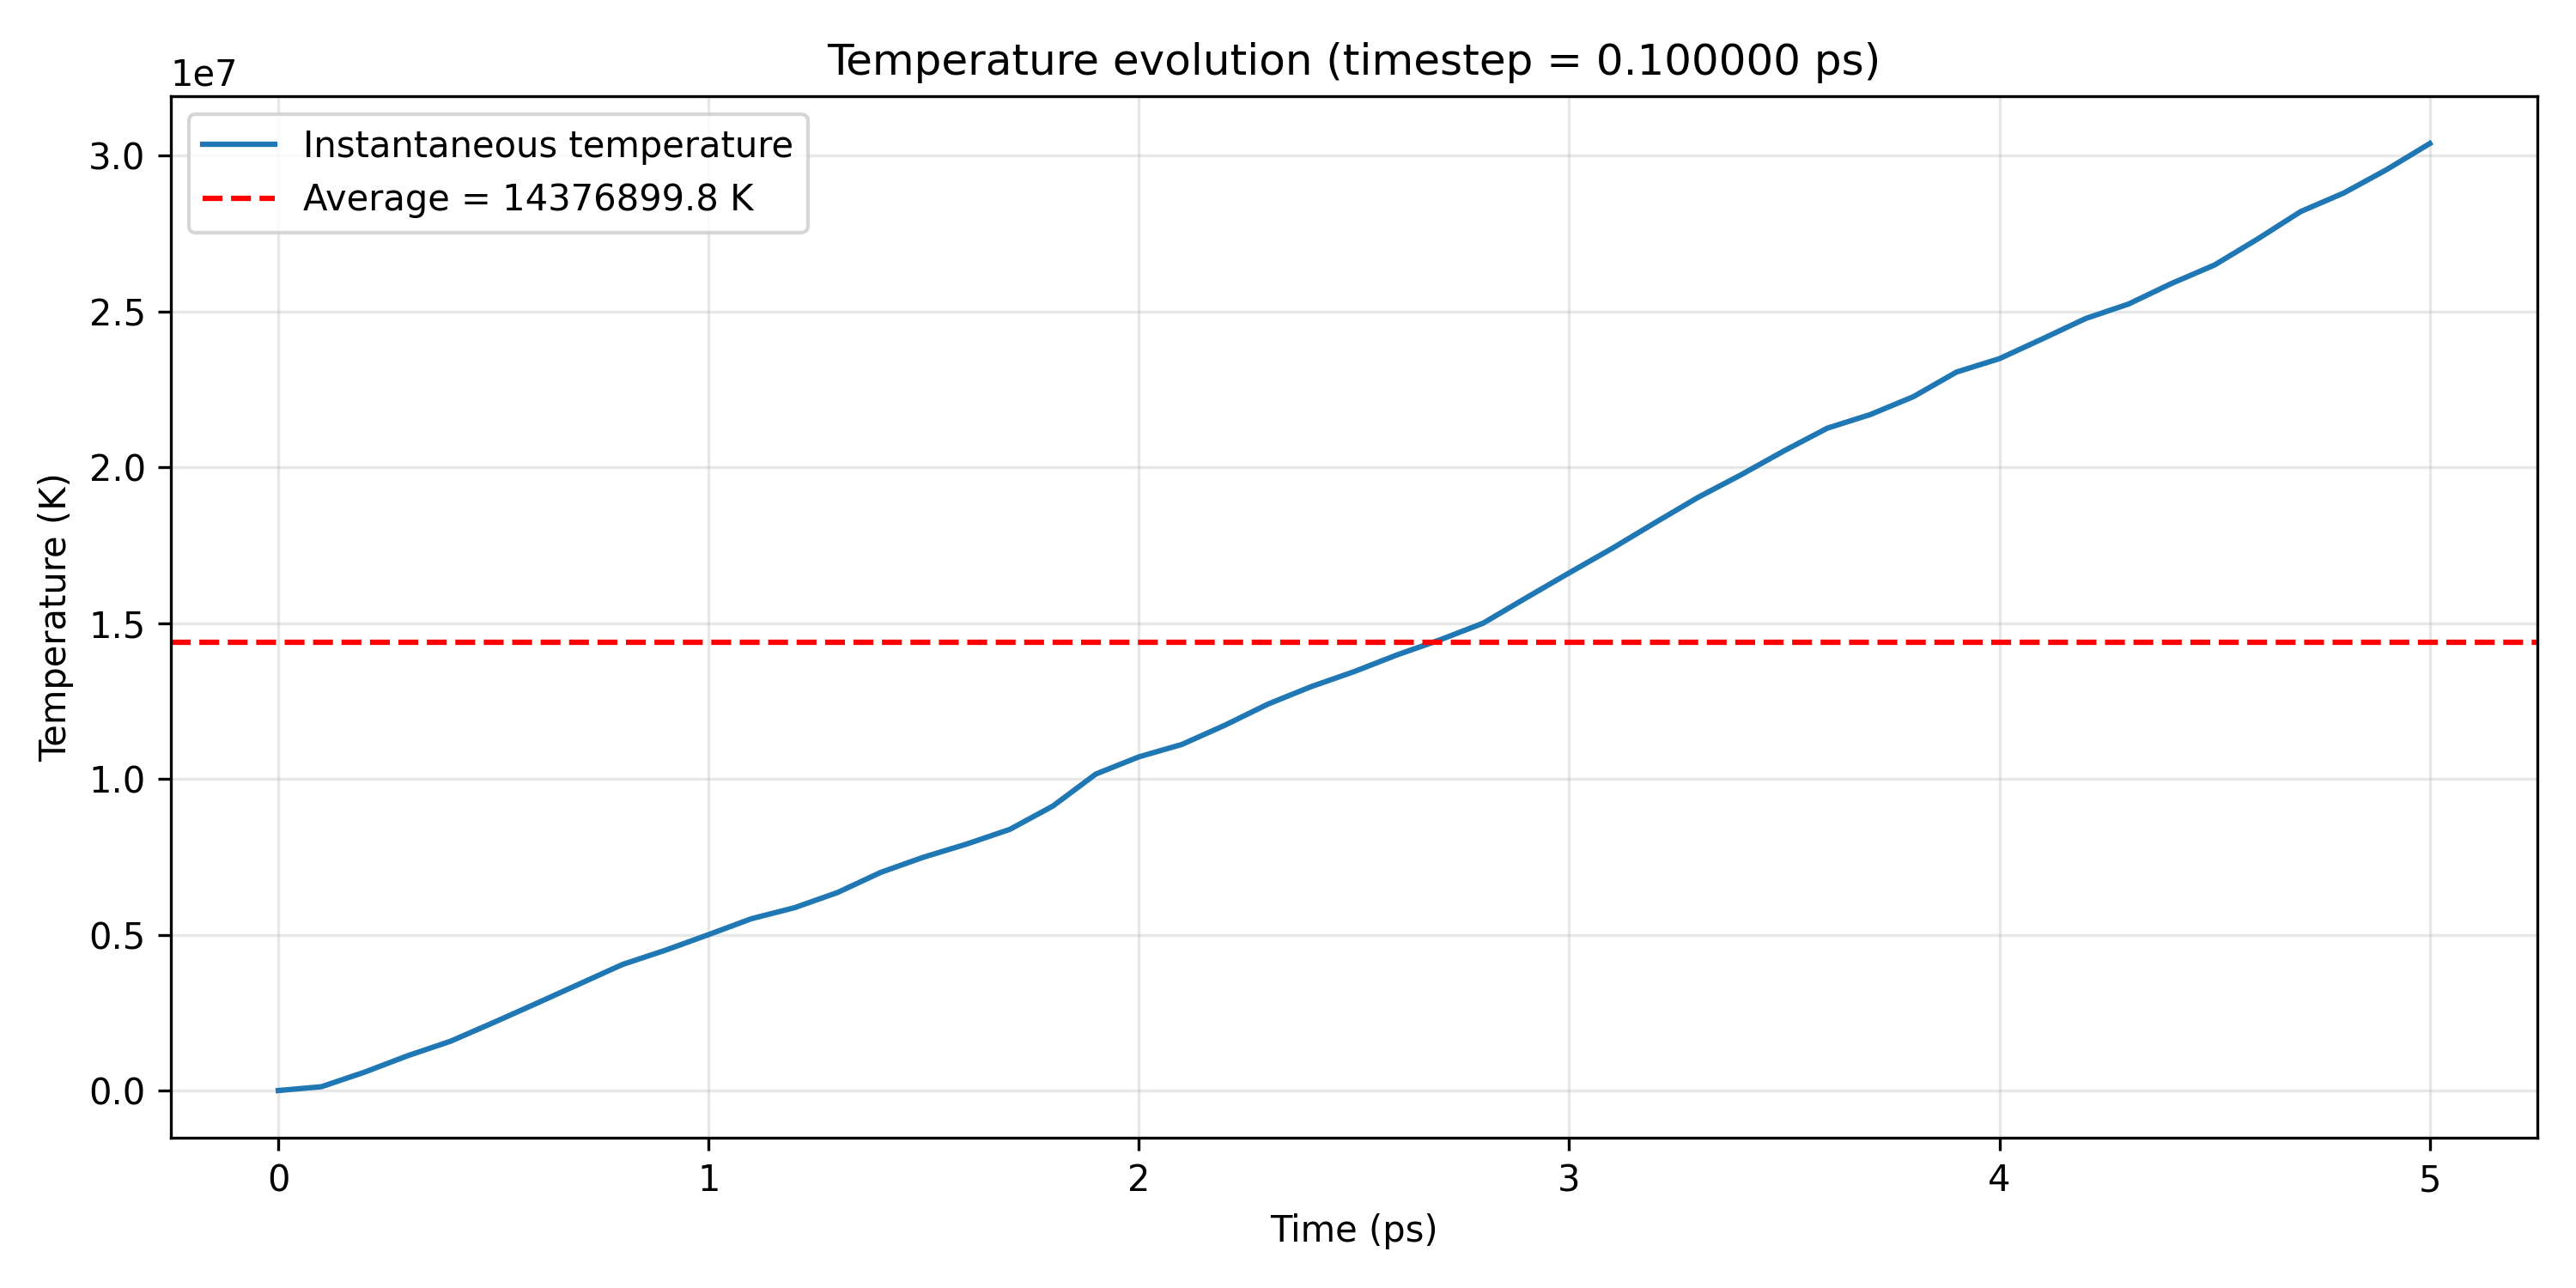 Temperature evolution (timestep = 0.100000 ps)
1e7
Instantaneous temperature
Average = 14376899.8 K
3.0
2.5
2.0
1.5
1.0
0.5
0.0
Temperature (K)
0 1 2 3 4 5
Time (ps)